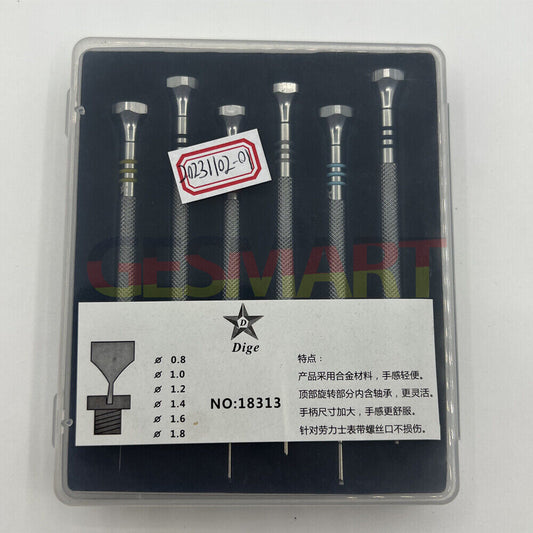 20231102-01
GESMART
D
Dige
ø 0.8
ø 1.0
ø 1.2
ø 1.4
ø 1.6
ø 1.8
NO:18313
特点：
产品采用合金材料，手感轻便。
顶部旋转部分内含轴承，更灵活。
手柄尺寸加大，手感更舒服。
针对劳力士表带螺丝口不损伤。